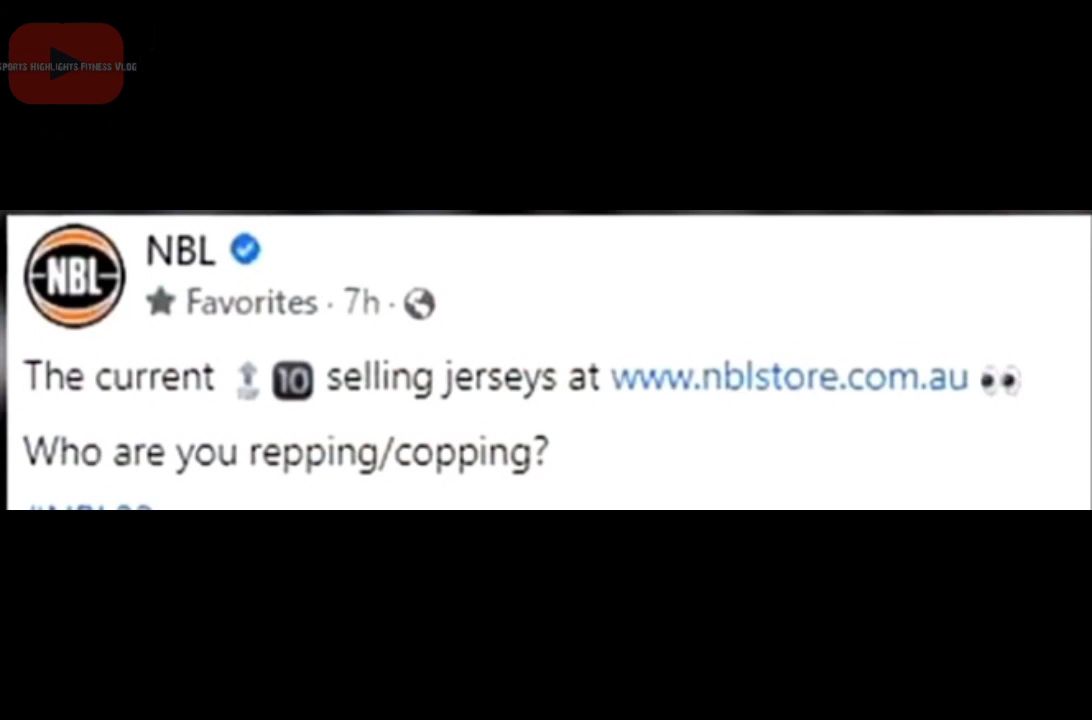 SPORTS HIGHLIGHTS FITNESS VLOG
NBL
NBL
Favorites · 7h ·
The current 🔝 🔟 selling jerseys at www.nblstore.com.au 👀
Who are you repping/copping?